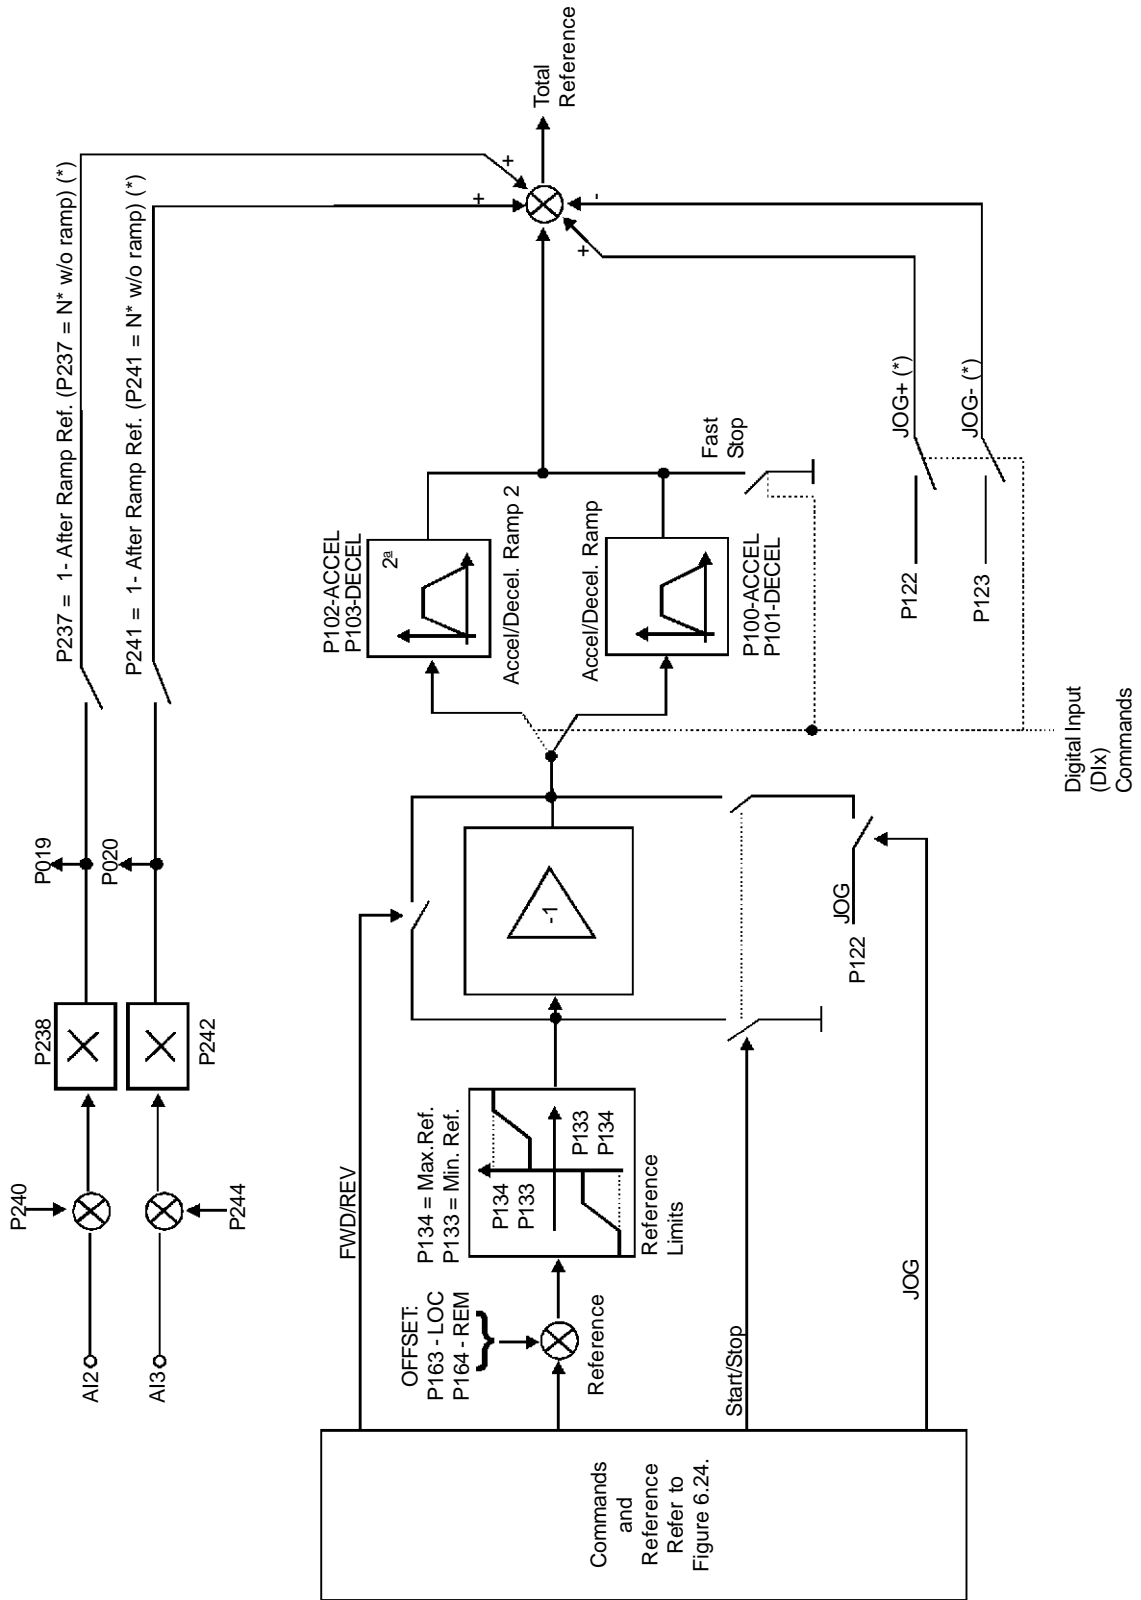 AI2
P240
P238
P019
P237 = 1- After Ramp Ref. (P237 = N* w/o ramp) (*)
AI3
P244
P242
P020
P241 = 1- After Ramp Ref. (P241 = N* w/o ramp) (*)
+
+
+
-
Total
Reference
Commands
and
Reference
Refer to
Figure 6.24.
FWD/REV
OFFSET:
P163 - LOC
P164 - REM
}
Reference
P134 = Max.Ref.
P133 = Min. Ref.
P134
P133
P133
P134
Reference
Limits
-1
Start/Stop
JOG
P122
JOG
P102-ACCEL
P103-DECEL
2ª
Accel/Decel. Ramp 2
Accel/Decel. Ramp
P100-ACCEL
P101-DECEL
Fast
Stop
P122
JOG+ (*)
P123
JOG- (*)
Digital Input
(DIx)
Commands